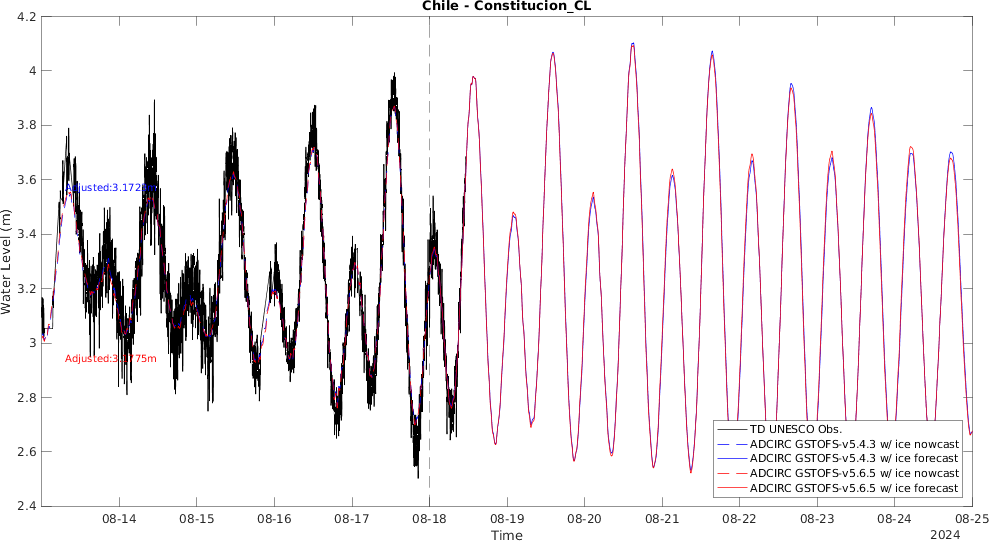 Chile - Constitucion_CL
4.2
4
3.8
3.6
3.4
3.2
3
2.8
2.6
2.4
Water Level (m)
Adjusted:3.172
Adjusted:3.1775m
TD UNESCO Obs.
ADCIRC GSTOFS-v5.4.3 w/ ice nowcast
ADCIRC GSTOFS-v5.4.3 w/ ice forecast
ADCIRC GSTOFS-v5.6.5 w/ ice nowcast
ADCIRC GSTOFS-v5.6.5 w/ ice forecast
08-14 08-15 08-16 08-17 08-18 08-19 08-20 08-21 08-22 08-23 08-24 08-25
Time
2024